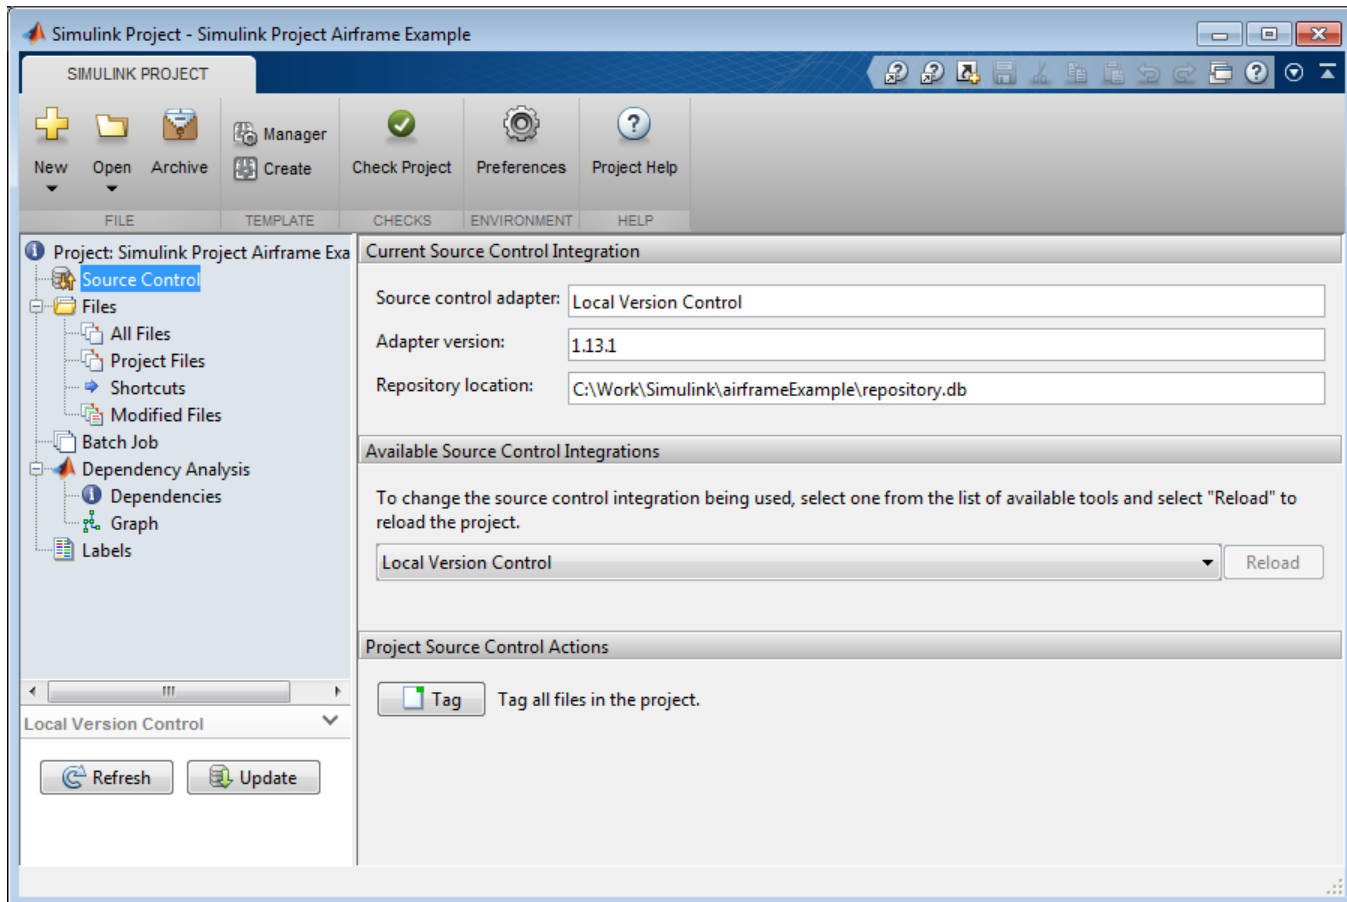 Simulink Project - Simulink Project Airframe Example
SIMULINK PROJECT
New
Open
Archive
Manager
Create
Check Project
Preferences
Project Help
FILE
TEMPLATE
CHECKS
ENVIRONMENT
HELP
Project: Simulink Project Airframe Exa
Source Control
Files
All Files
Project Files
Shortcuts
Modified Files
Batch Job
Dependency Analysis
Dependencies
Graph
Labels
Local Version Control
Refresh
Update
Current Source Control Integration
Source control adapter: Local Version Control
Adapter version: 1.13.1
Repository location: C:\Work\Simulink\airframeExample\repository.db
Available Source Control Integrations
To change the source control integration being used, select one from the list of available tools and select "Reload" to
reload the project.
Local Version Control
Reload
Project Source Control Actions
Tag
Tag all files in the project.